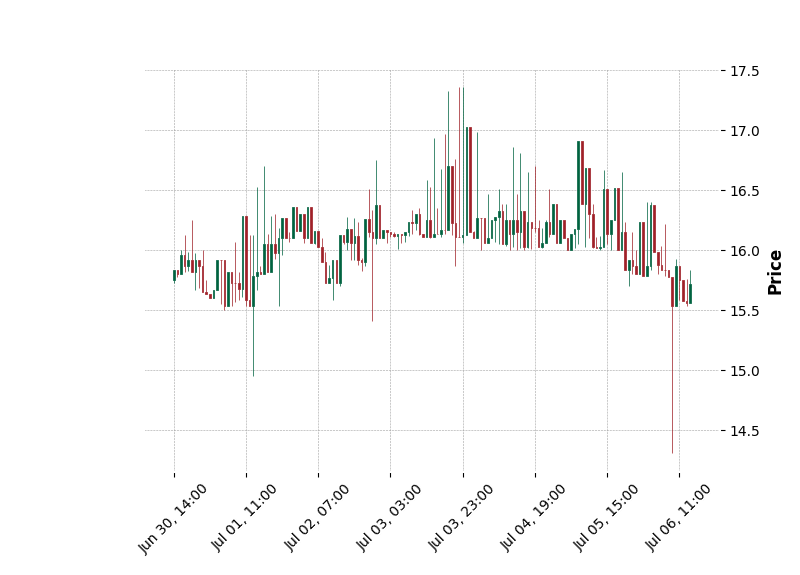 17.5
17.0
16.5
16.0
15.5
15.0
14.5
Price
Jun 30, 14:00
Jul 01, 11:00
Jul 02, 07:00
Jul 03, 03:00
Jul 03, 23:00
Jul 04, 19:00
Jul 05, 15:00
Jul 06, 11:00